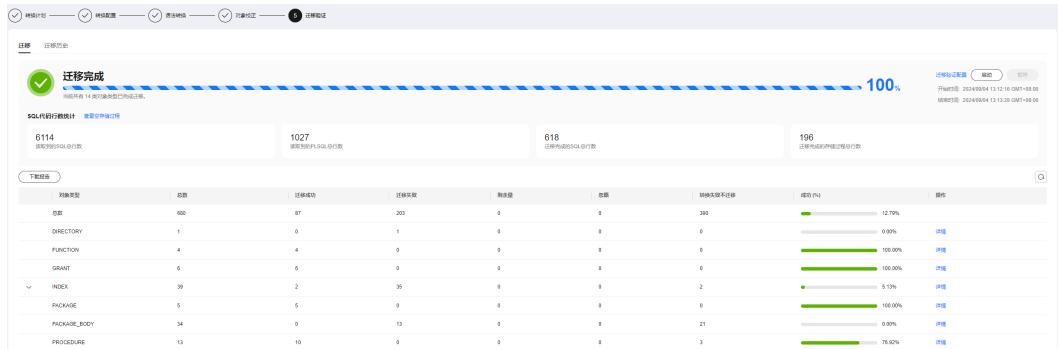 转换计划 转换配置 语法转换 对象校正 5 迁移验证
迁移 迁移历史
迁移完成
100%
当前共有 14 类对象类型已完成迁移。
迁移验证配置 启动 暂停
开始时间: 2024/09/04 13:12:16 GMT+08:00
结束时间: 2024/09/04 13:13:28 GMT+08:00
SQL代码行数统计 查看空存储过程
6114 1027 618 196
读取到的SQL总行数 读取到的PLSQL总行数 迁移完成的SQL总行数 迁移完成的存储过程总行数
下载报告
对象类型 总数 迁移成功 迁移失败 剩余量 忽略 转换失败不迁移 成功 (%) 操作
总数 680 87 203 0 0 390 12.79%
DIRECTORY 1 0 1 0 0 0 0.00% 详情
FUNCTION 4 4 0 0 0 0 100.00% 详情
GRANT 6 6 0 0 0 0 100.00% 详情
INDEX 39 2 35 0 0 2 5.13% 详情
PACKAGE 5 5 0 0 0 0 100.00% 详情
PACKAGE_BODY 34 0 13 0 0 21 0.00% 详情
PROCEDURE 13 10 0 0 0 3 76.92% 详情